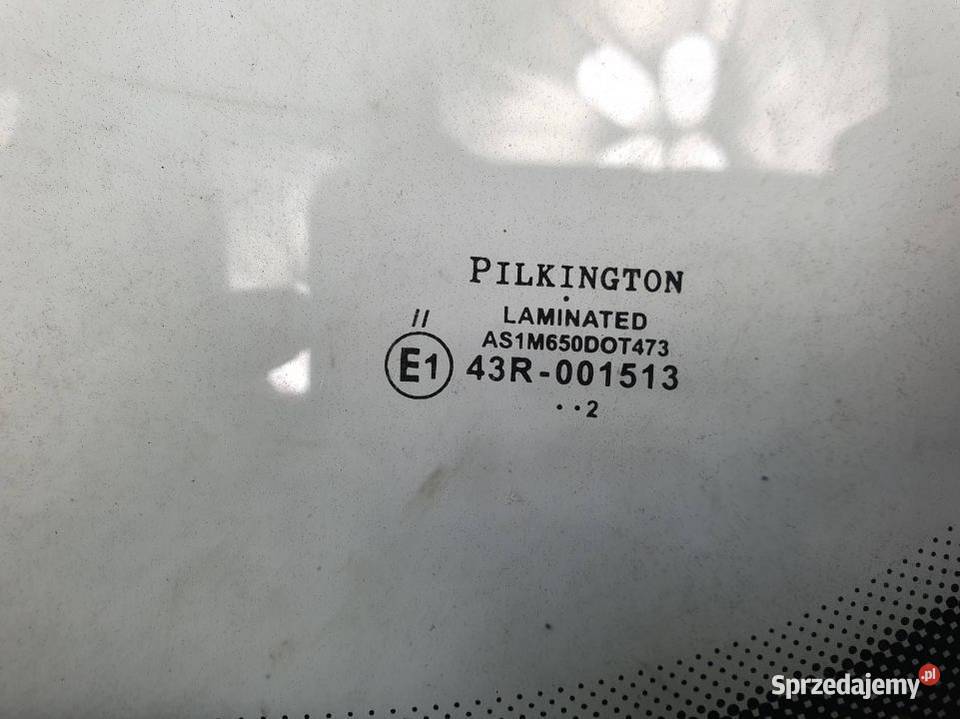 PILKINGTON
.
LAMINATED
//
AS1M650DOT473
E1 43R-001513
..2
Sprzedajemy.pl